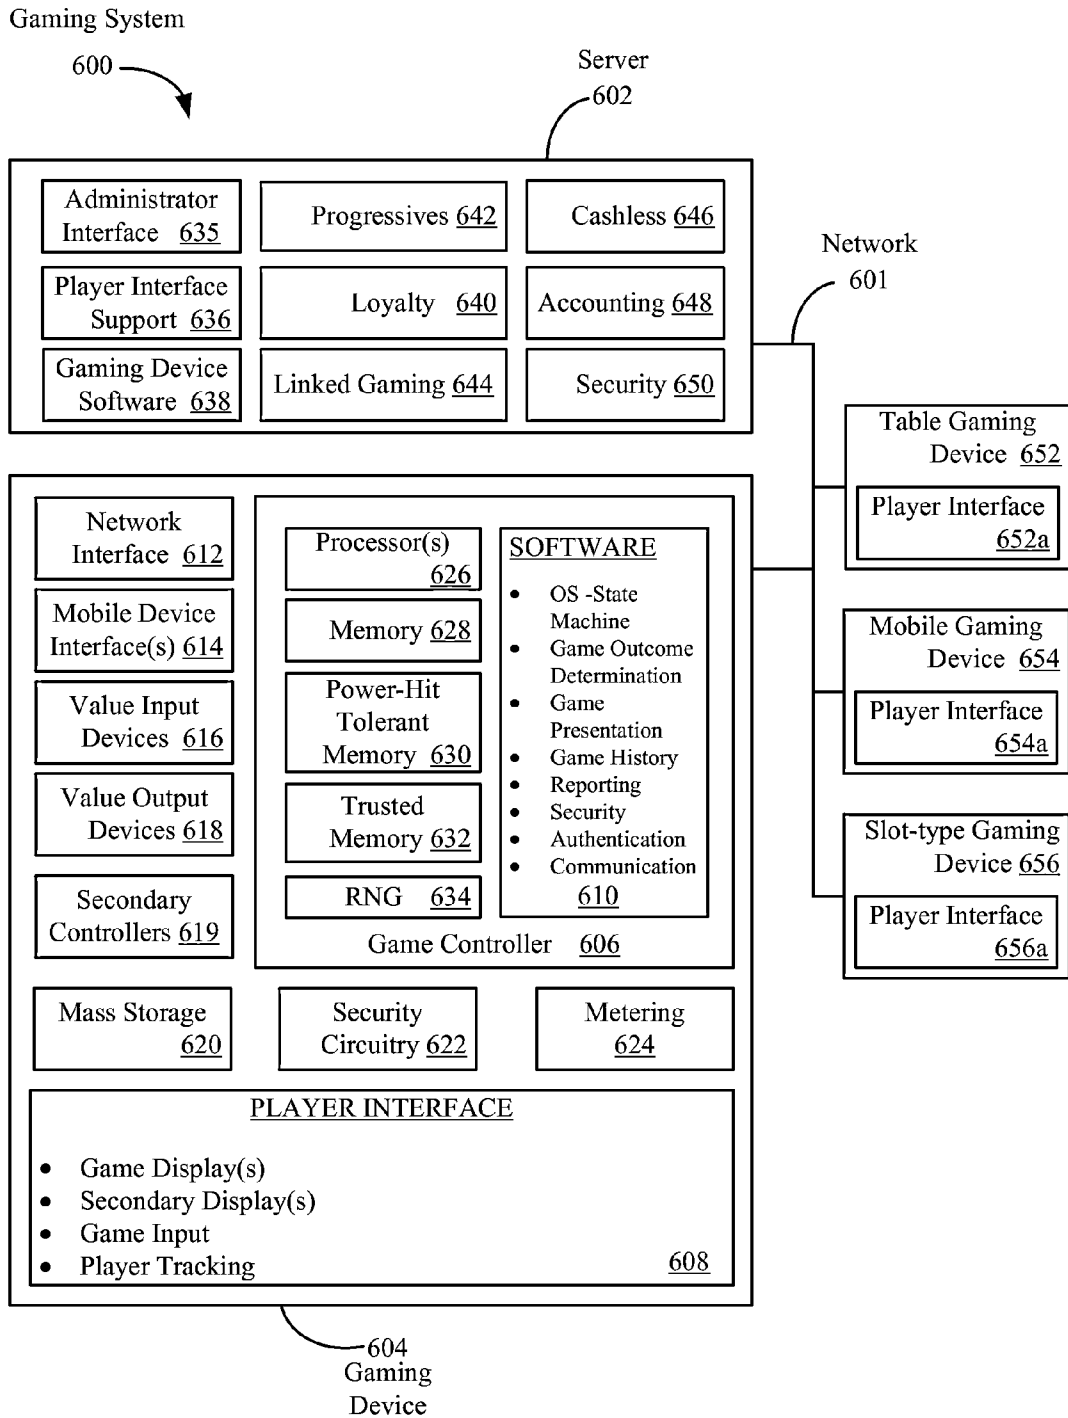 Gaming System
600
Server
602
Administrator
Interface 635
Progressives 642
Cashless 646
Player Interface
Support 636
Loyalty 640
Accounting 648
Gaming Device
Software 638
Linked Gaming 644
Security 650
Network
601
Table Gaming
Device 652
Player Interface
652a
Mobile Gaming
Device 654
Player Interface
654a
Slot-type Gaming
Device 656
Player Interface
656a
Network
Interface 612
Mobile Device
Interface(s) 614
Value Input
Devices 616
Value Output
Devices 618
Secondary
Controllers 619
Processor(s)
626
Memory 628
Power-Hit
Tolerant
Memory 630
Trusted
Memory 632
RNG 634
SOFTWARE
• OS -State
Machine
• Game Outcome
Determination
• Game
Presentation
• Game History
• Reporting
• Security
• Authentication
• Communication
610
Game Controller 606
Mass Storage
620
Security
Circuitry 622
Metering
624
PLAYER INTERFACE
• Game Display(s)
• Secondary Display(s)
• Game Input
• Player Tracking
608
604
Gaming
Device